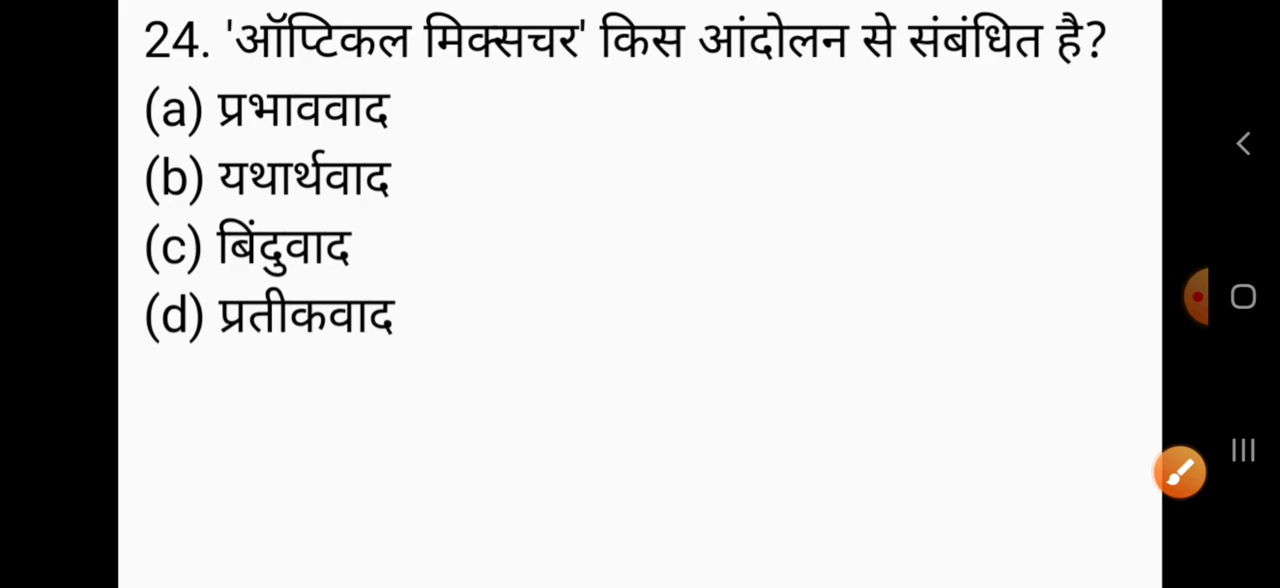 24. 'ऑप्टिकल मिक्सचर' किस आंदोलन से संबंधित है?
(a) प्रभाववाद
(b) यथार्थवाद
(c) बिंदुवाद
(d) प्रतीकवाद